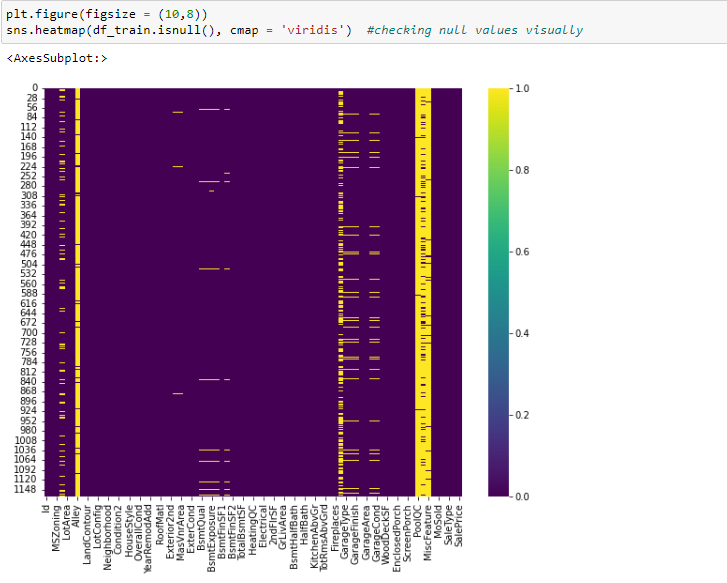 plt.figure(figsize = (10,8))
sns.heatmap(df_train.isnull(), cmap = 'viridis')  #checking null values visually
<AxesSubplot:>
0
28
56
84
112
140
168
196
224
252
280
308
336
364
392
420
448
476
504
532
560
588
616
644
672
700
728
756
784
812
840
868
896
924
952
980
1008
1036
1064
1092
1120
1148
1.0
0.8
0.6
0.4
0.2
0.0
Id
MSZoning
LotArea
Alley
LandContour
LotConfig
Neighborhood
Condition2
HouseStyle
OverallCond
YearRemodAdd
RoofMatl
Exterior2nd
MasVnrArea
ExterCond
BsmtQual
BsmtExposure
BsmtFinSF1
BsmtFinSF2
TotalBsmtSF
HeatingQC
Electrical
2ndFlrSF
GrLivArea
BsmtHalfBath
HalfBath
KitchenAbvGr
TotRmsAbvGrd
Fireplaces
GarageType
GarageFinish
GarageArea
GarageCond
WoodDeckSF
EnclosedPorch
ScreenPorch
PoolQC
MiscFeature
MoSold
SaleType
SalePrice